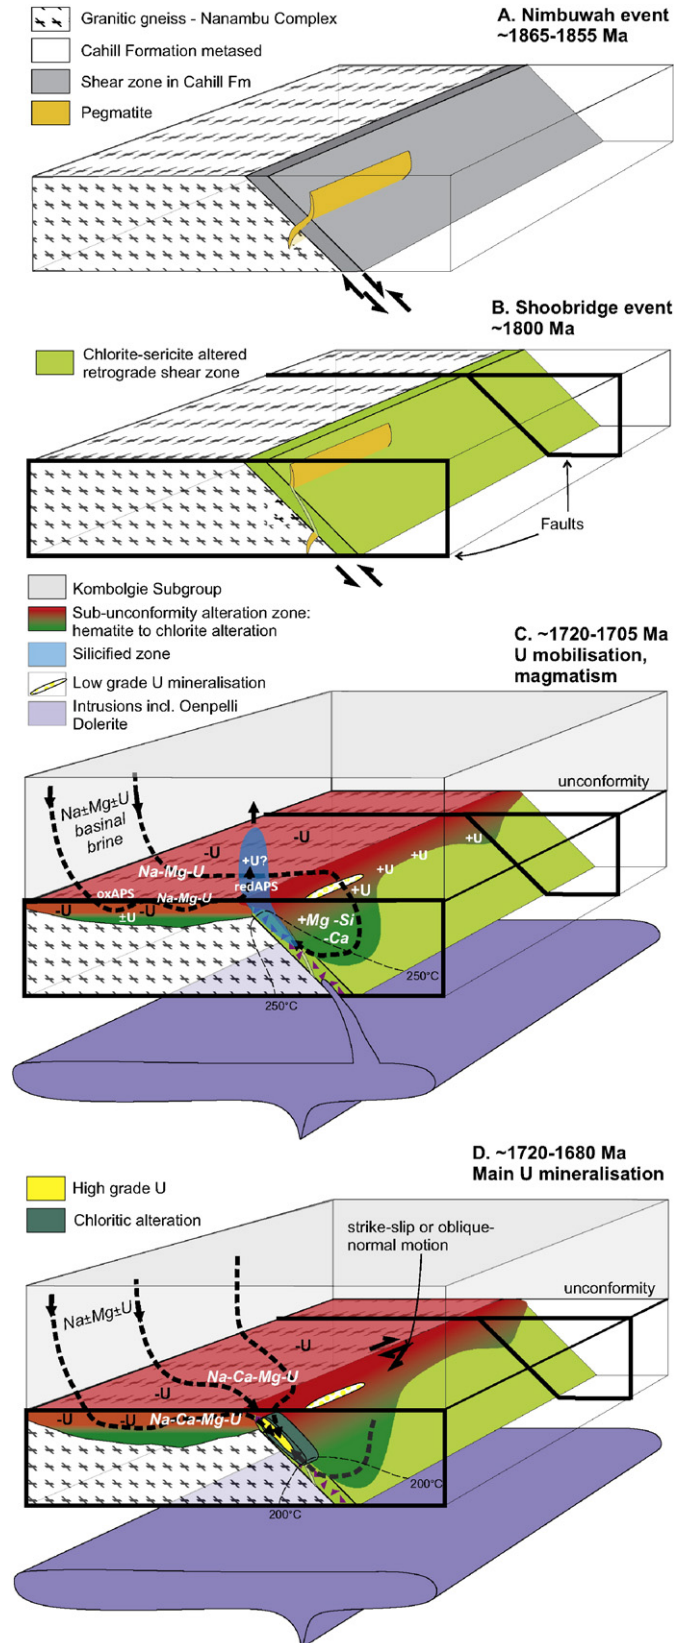 Granitic gneiss - Nanambu Complex
Cahill Formation metased
Shear zone in Cahill Fm
Pegmatite
A. Nimbuwah event
~1865-1855 Ma
B. Shoobridge event
~1800 Ma
Chlorite-sericite altered
retrograde shear zone
Faults
Kombolgie Subgroup
Sub-unconformity alteration zone:
hematite to chlorite alteration
Silicified zone
Low grade U mineralisation
Intrusions incl. Oenpelli
Dolerite
C. ~1720-1705 Ma
U mobilisation,
magmatism
unconformity
Na±Mg±U
basinal
brine
-U
-U
+U?
+U
+U
+U
Na-Mg-U
oxAPS
Na-Mg-U
redAPS
+U
-U
±U
-U
+Mg -Si
-Ca
250°C
250°C
D. ~1720-1680 Ma
Main U mineralisation
High grade U
Chloritic alteration
strike-slip or oblique-
normal motion
unconformity
Na±Mg±U
-U
Na-Ca-Mg-U
-U
-U
-U
Na-Ca-Mg-U
200°C
200°C